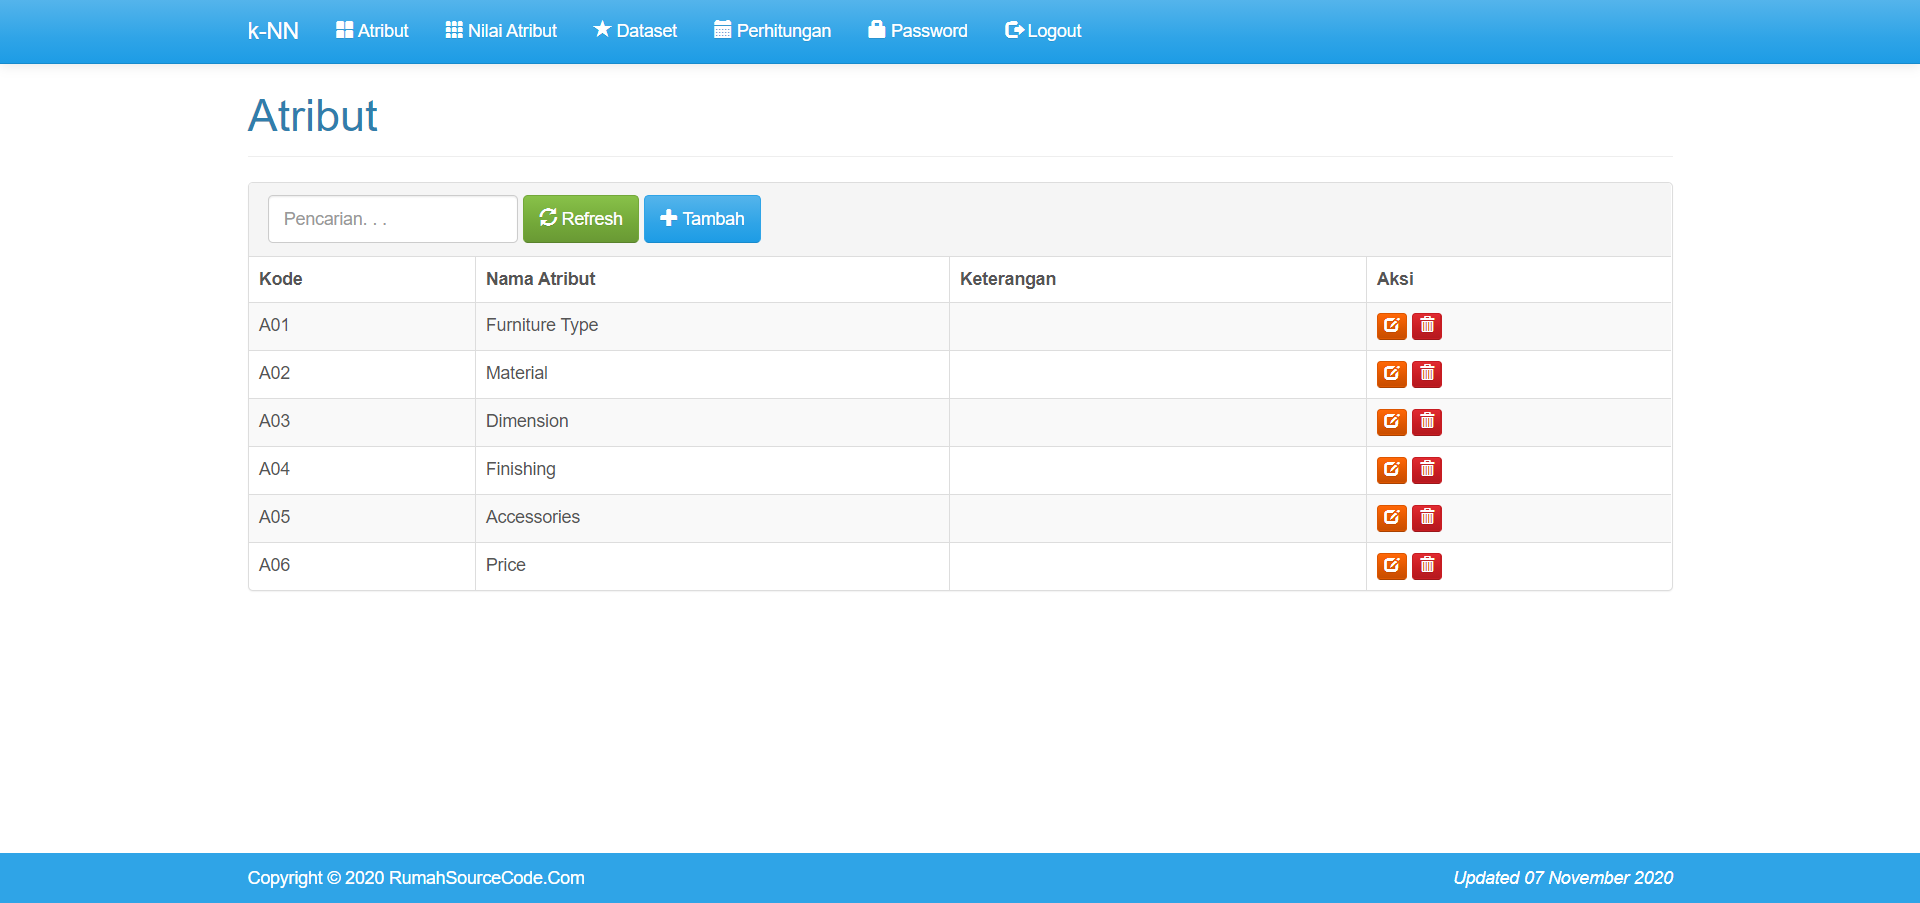 k-NN Atribut Nilai Atribut Dataset Perhitungan Password Logout
Atribut
Pencarian. . . Refresh Tambah
Kode Nama Atribut Keterangan Aksi
A01 Furniture Type
A02 Material
A03 Dimension
A04 Finishing
A05 Accessories
A06 Price
Copyright © 2020 RumahSourceCode.Com Updated 07 November 2020